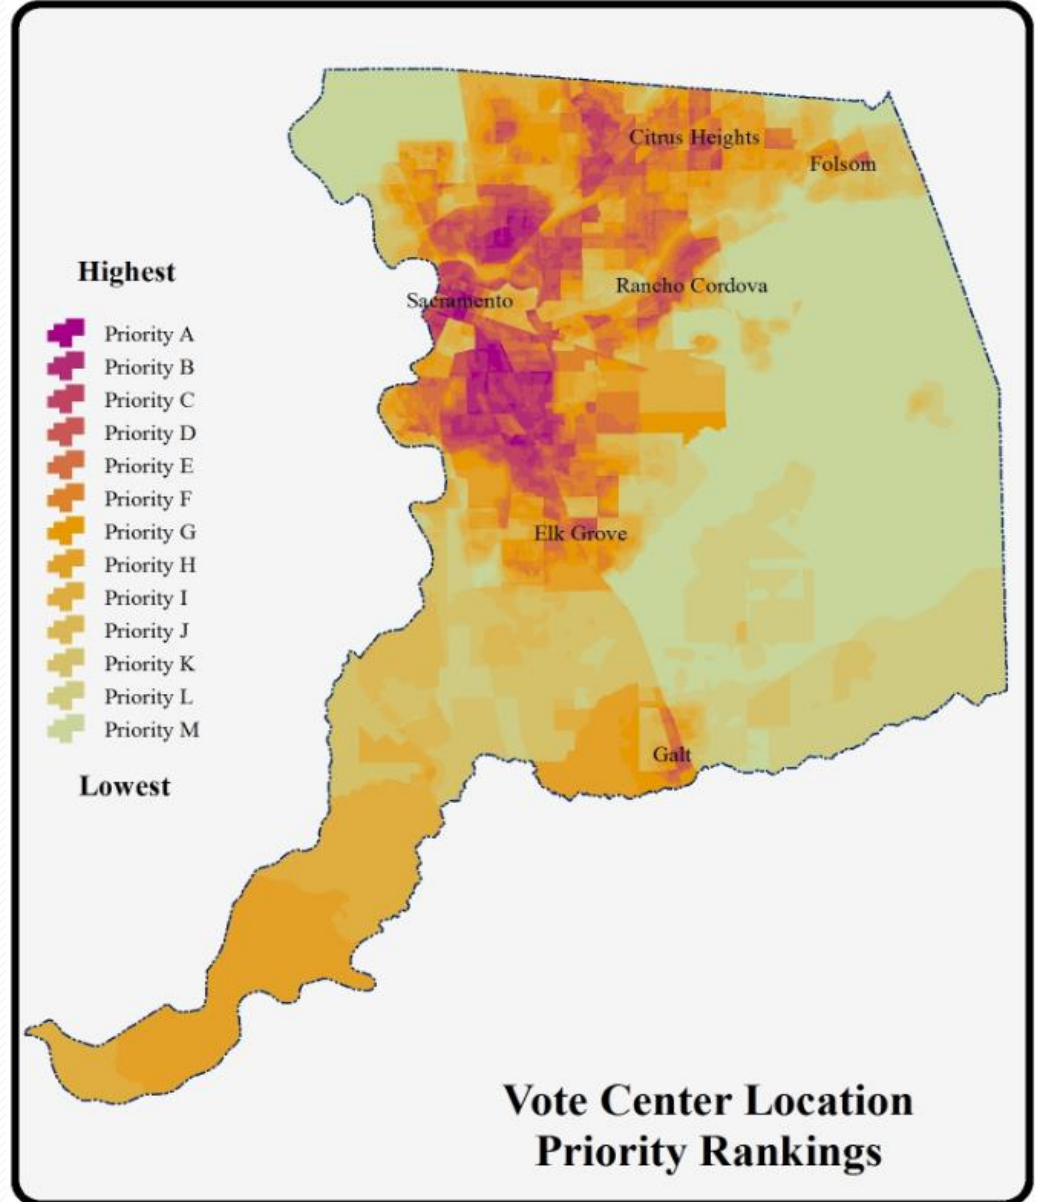 Citrus Heights
Folsom
Highest
Rancho Cordova
Sacramento
Priority A
Priority B
Priority C
Priority D
Priority E
Priority F
Priority G
Elk Grove
Priority H
Priority I
Priority J
Priority K
Priority L
Priority M
Galt
Lowest
Vote Center Location
Priority Rankings